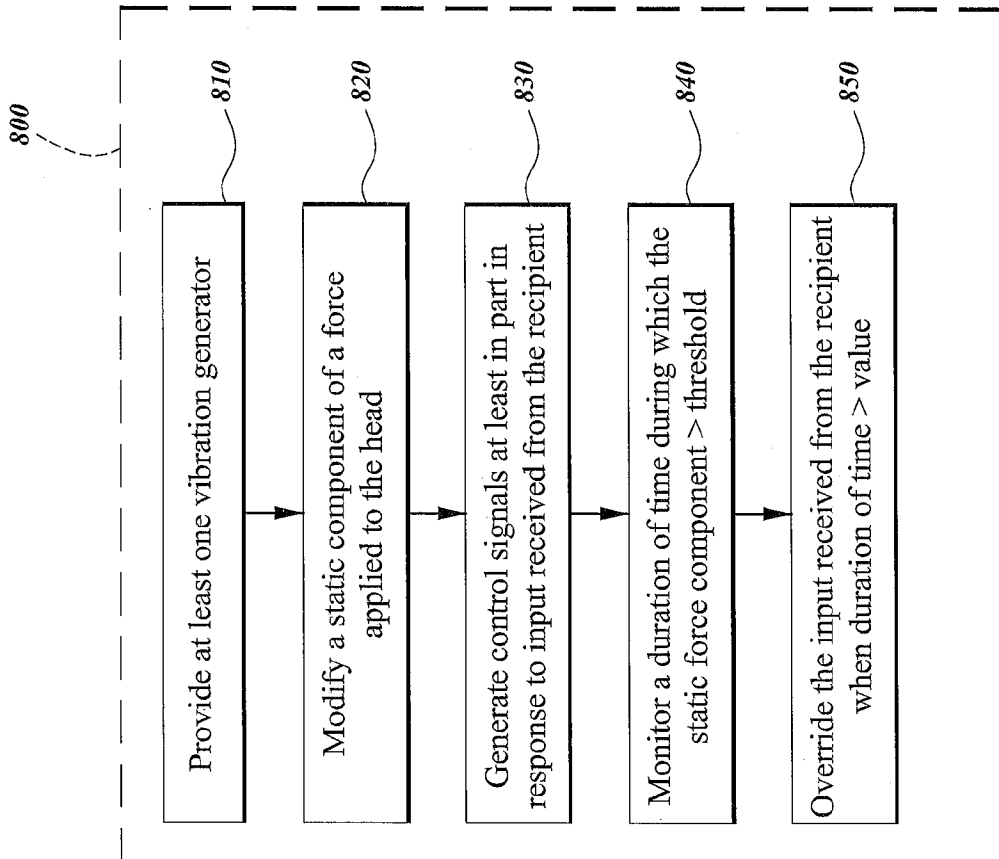 800
Provide at least one vibration generator
810
Modify a static component of a force
applied to the head
820
Generate control signals at least in part in
response to input received from the recipient
830
Monitor a duration of time during which the
static force component > threshold
840
Override the input received from the recipient
when duration of time > value
850